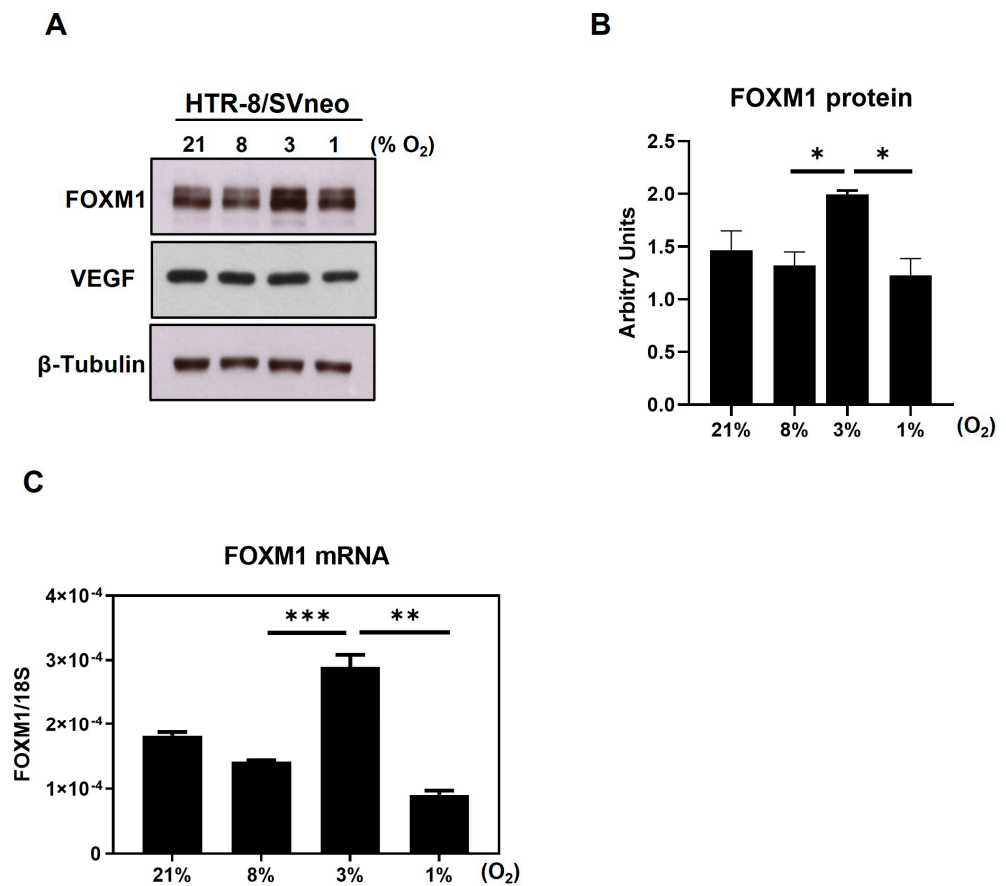 A
HTR-8/SVneo
21 8 3 1 (% O₂)
FOXM1
VEGF
β-Tubulin
B
FOXM1 protein
Arbitry Units
2.5
* *
2.0
1.5
1.0
0.5
0.0
21% 8% 3% 1% (O₂)
C
FOXM1 mRNA
FOXM1/18S
4×10⁻⁴
*** **
3×10⁻⁴
2×10⁻⁴
1×10⁻⁴
0
21% 8% 3% 1% (O₂)